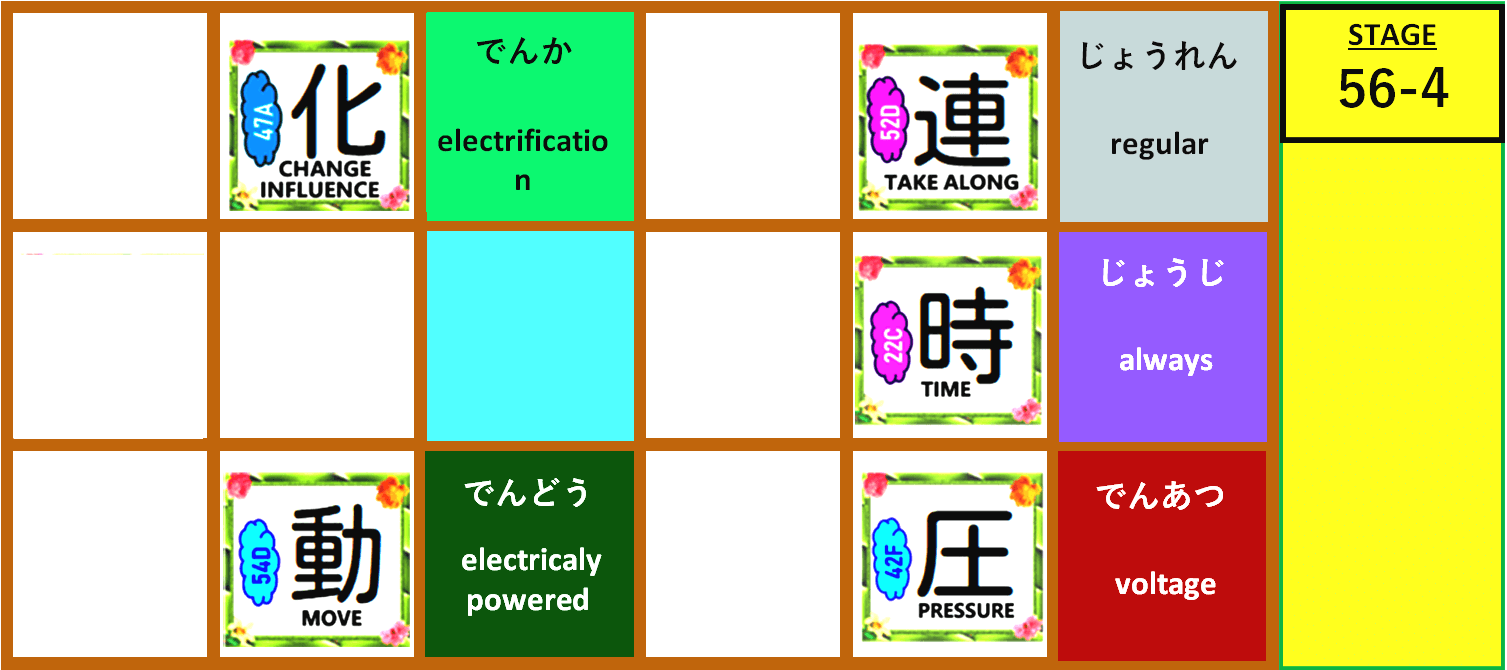 47A
化
CHANGE
INFLUENCE
でんか
electrificatio
n
52D
連
TAKE ALONG
じょうれん
regular
STAGE
56-4
22C
時
TIME
じょうじ
always
54D
動
MOVE
でんどう
electricaly
powered
42F
圧
PRESSURE
でんあつ
voltage